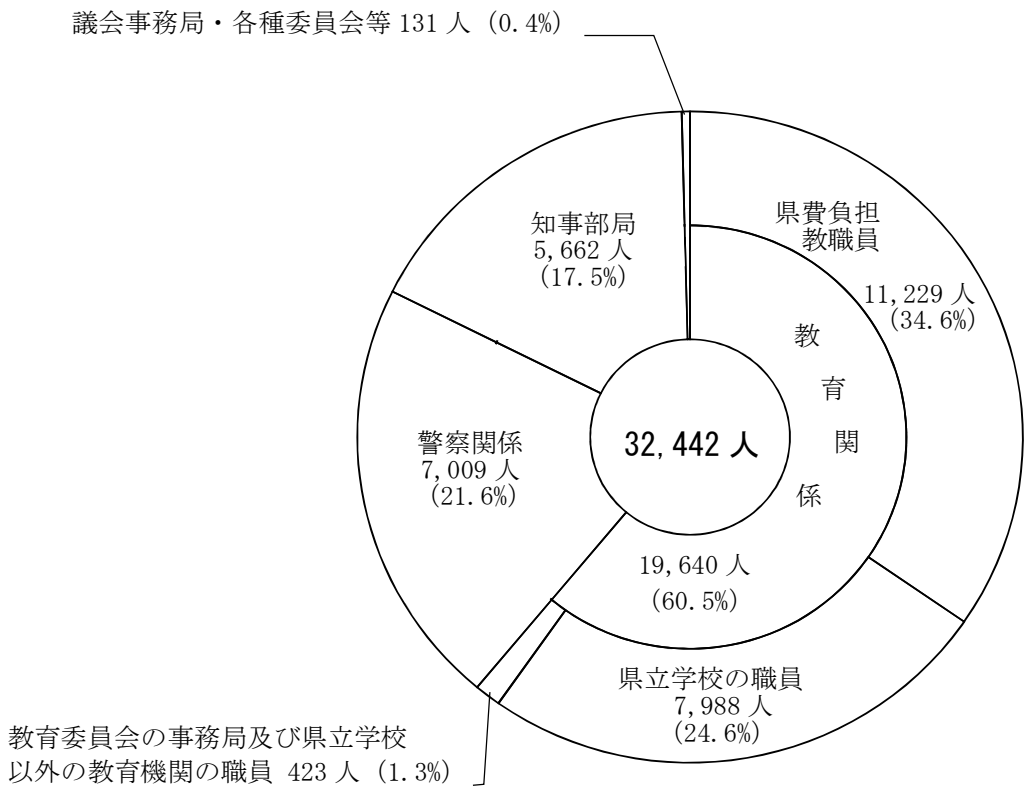 議会事務局・各種委員会等 131 人 (0.4%)
知事部局
5,662 人
(17.5%)
県費負担
教職員
11,229 人
(34.6%)
教
育
関
係
19,640 人
(60.5%)
32,442 人
警察関係
7,009 人
(21.6%)
県立学校の職員
7,988 人
(24.6%)
教育委員会の事務局及び県立学校
以外の教育機関の職員 423 人 (1.3%)